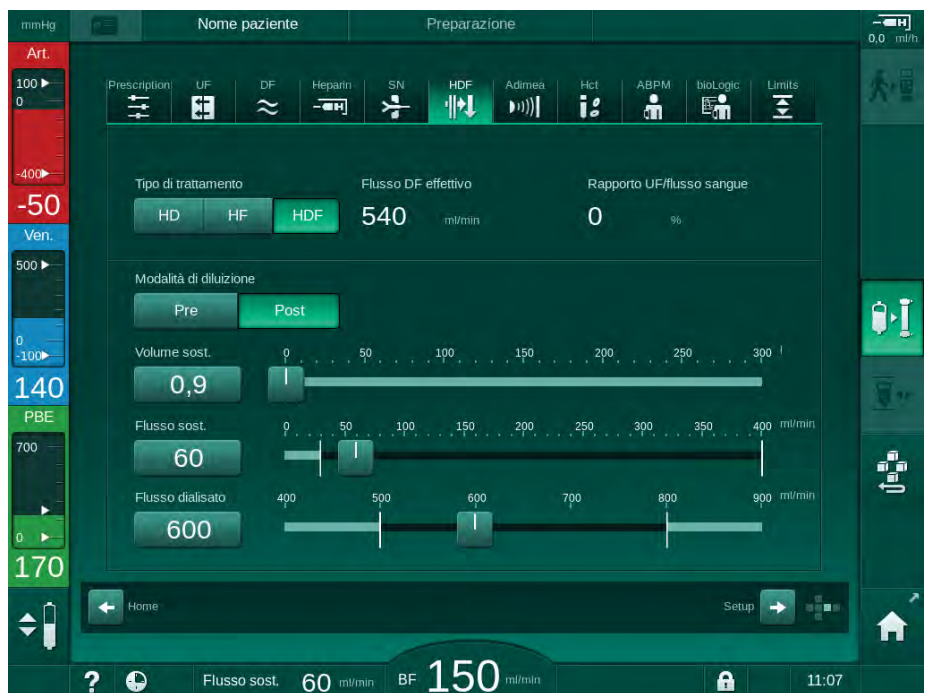 mmHg
Nome paziente
Preparazione
0,0 ml/h
Art.
100
0
-400
-50
Ven.
500
0
-100
140
PBE
700
0
170
Prescription UF DF Heparin SN HDF Adimea Hct ABPM bioLogic Limits
Tipo di trattamento
HD HF HDF
Flusso DF effettivo
540 ml/min
Rapporto UF/flusso sangue
0 %
Modalità di diluizione
Pre Post
Volume sost.
0,9
0 50 100 150 200 250 300 l
Flusso sost.
60
0 50 100 150 200 250 300 350 400 ml/min
Flusso dialisato
600
400 500 600 700 800 900 ml/min
Home
Setup
? Flusso sost. 60 ml/min BF 150 ml/min 11:07